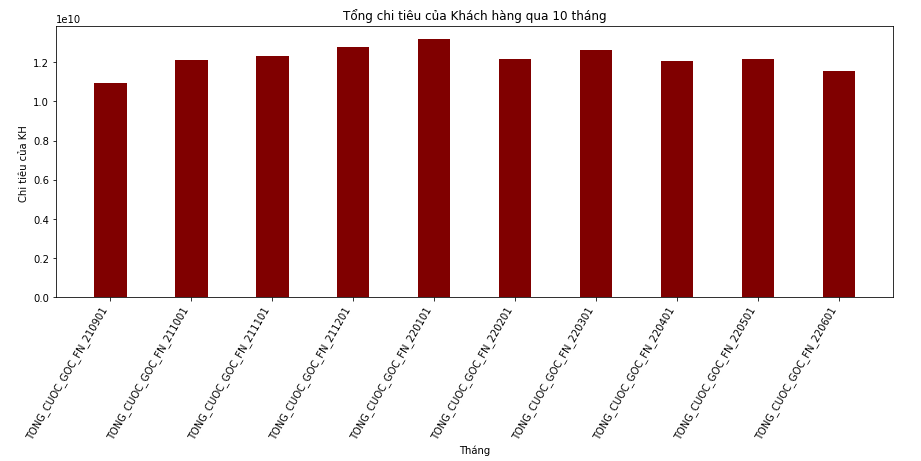 Tổng chi tiêu của Khách hàng qua 10 tháng
1e10
1.2
1.0
0.8
0.6
0.4
0.2
0.0
Chi tiêu của KH
TONG_CUOC_GOC_FN_210901
TONG_CUOC_GOC_FN_211001
TONG_CUOC_GOC_FN_211101
TONG_CUOC_GOC_FN_211201
TONG_CUOC_GOC_FN_220101
TONG_CUOC_GOC_FN_220201
TONG_CUOC_GOC_FN_220301
TONG_CUOC_GOC_FN_220401
TONG_CUOC_GOC_FN_220501
TONG_CUOC_GOC_FN_220601
Tháng